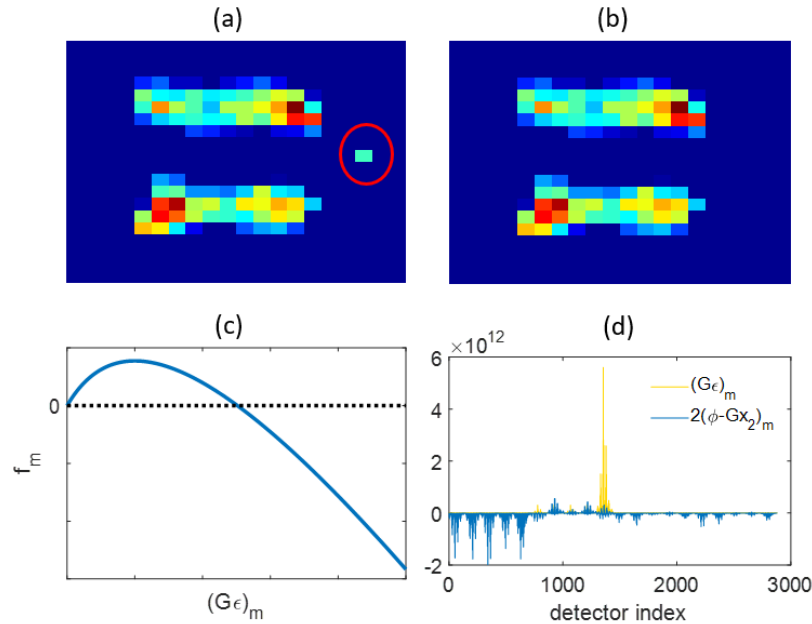 (a) (b)
(c) (d)
0
f_m
(Gϵ)_m
×10^12
6
4
2
0
-2
(Gϵ)_m
2(ϕ-Gx_2)_m
0 1000 2000 3000
detector index